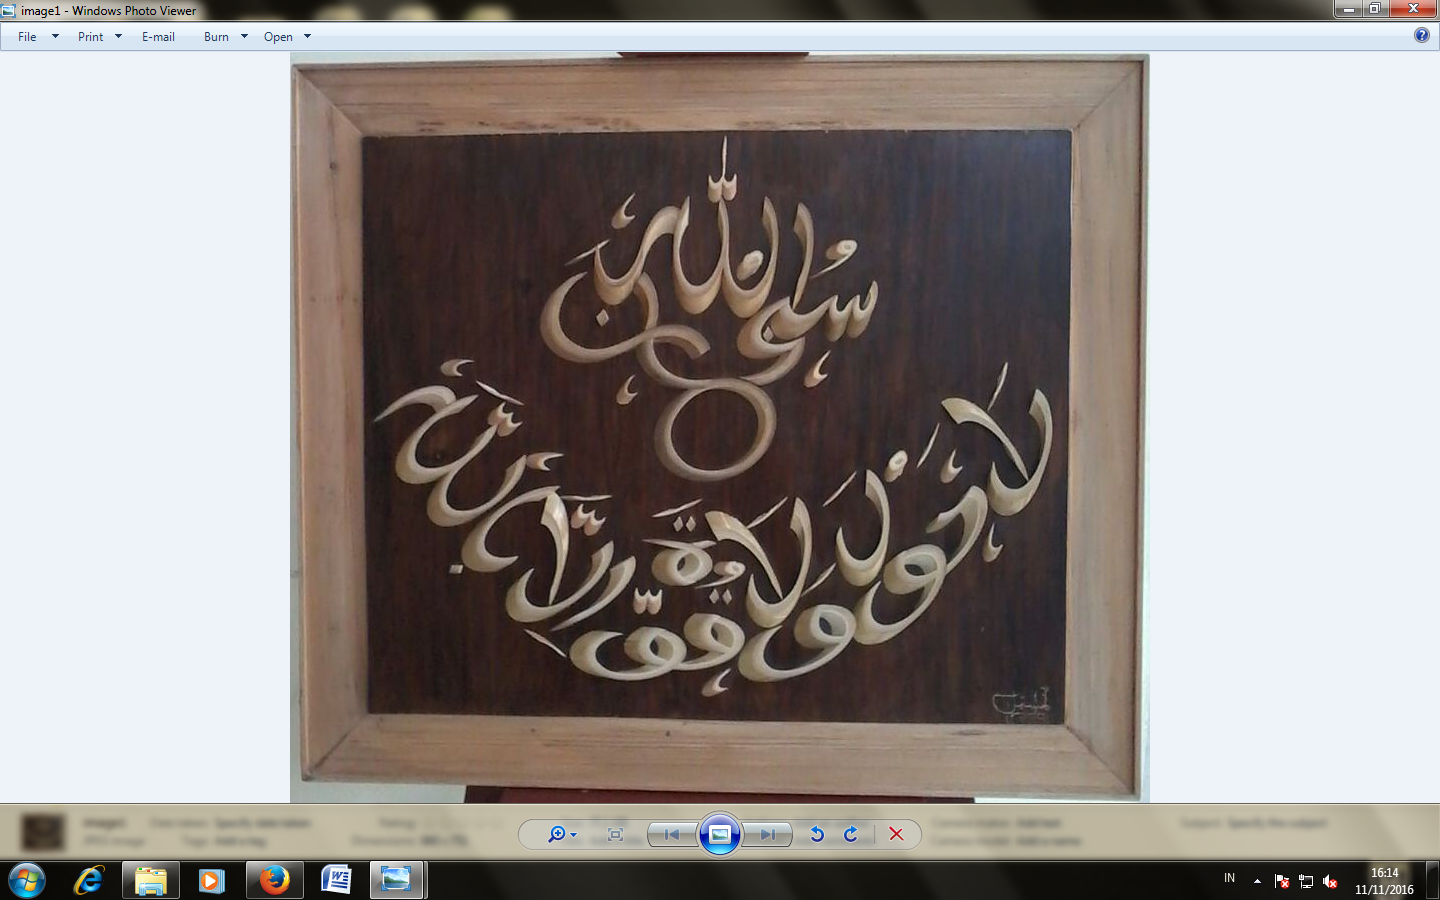 image1 - Windows Photo Viewer
File Print E-mail Burn Open
سبحان الله
لا حول ولا قوة إلا بالله
IN 16:14
11/11/2016